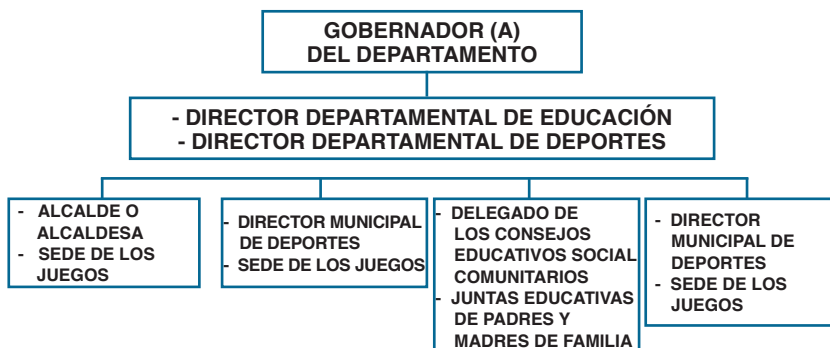 GOBERNADOR (A)
DEL DEPARTAMENTO
- DIRECTOR DEPARTAMENTAL DE EDUCACIÓN
- DIRECTOR DEPARTAMENTAL DE DEPORTES
- ALCALDE O
ALCALDESA
- SEDE DE LOS
JUEGOS
- DIRECTOR MUNICIPAL
DE DEPORTES
- SEDE DE LOS JUEGOS
- DELEGADO DE
LOS CONSEJOS
EDUCATIVOS SOCIAL
COMUNITARIOS
- JUNTAS EDUCATIVAS
DE PADRES Y
MADRES DE FAMILIA
- DIRECTOR
MUNICIPAL DE
DEPORTES
- SEDE DE LOS
JUEGOS